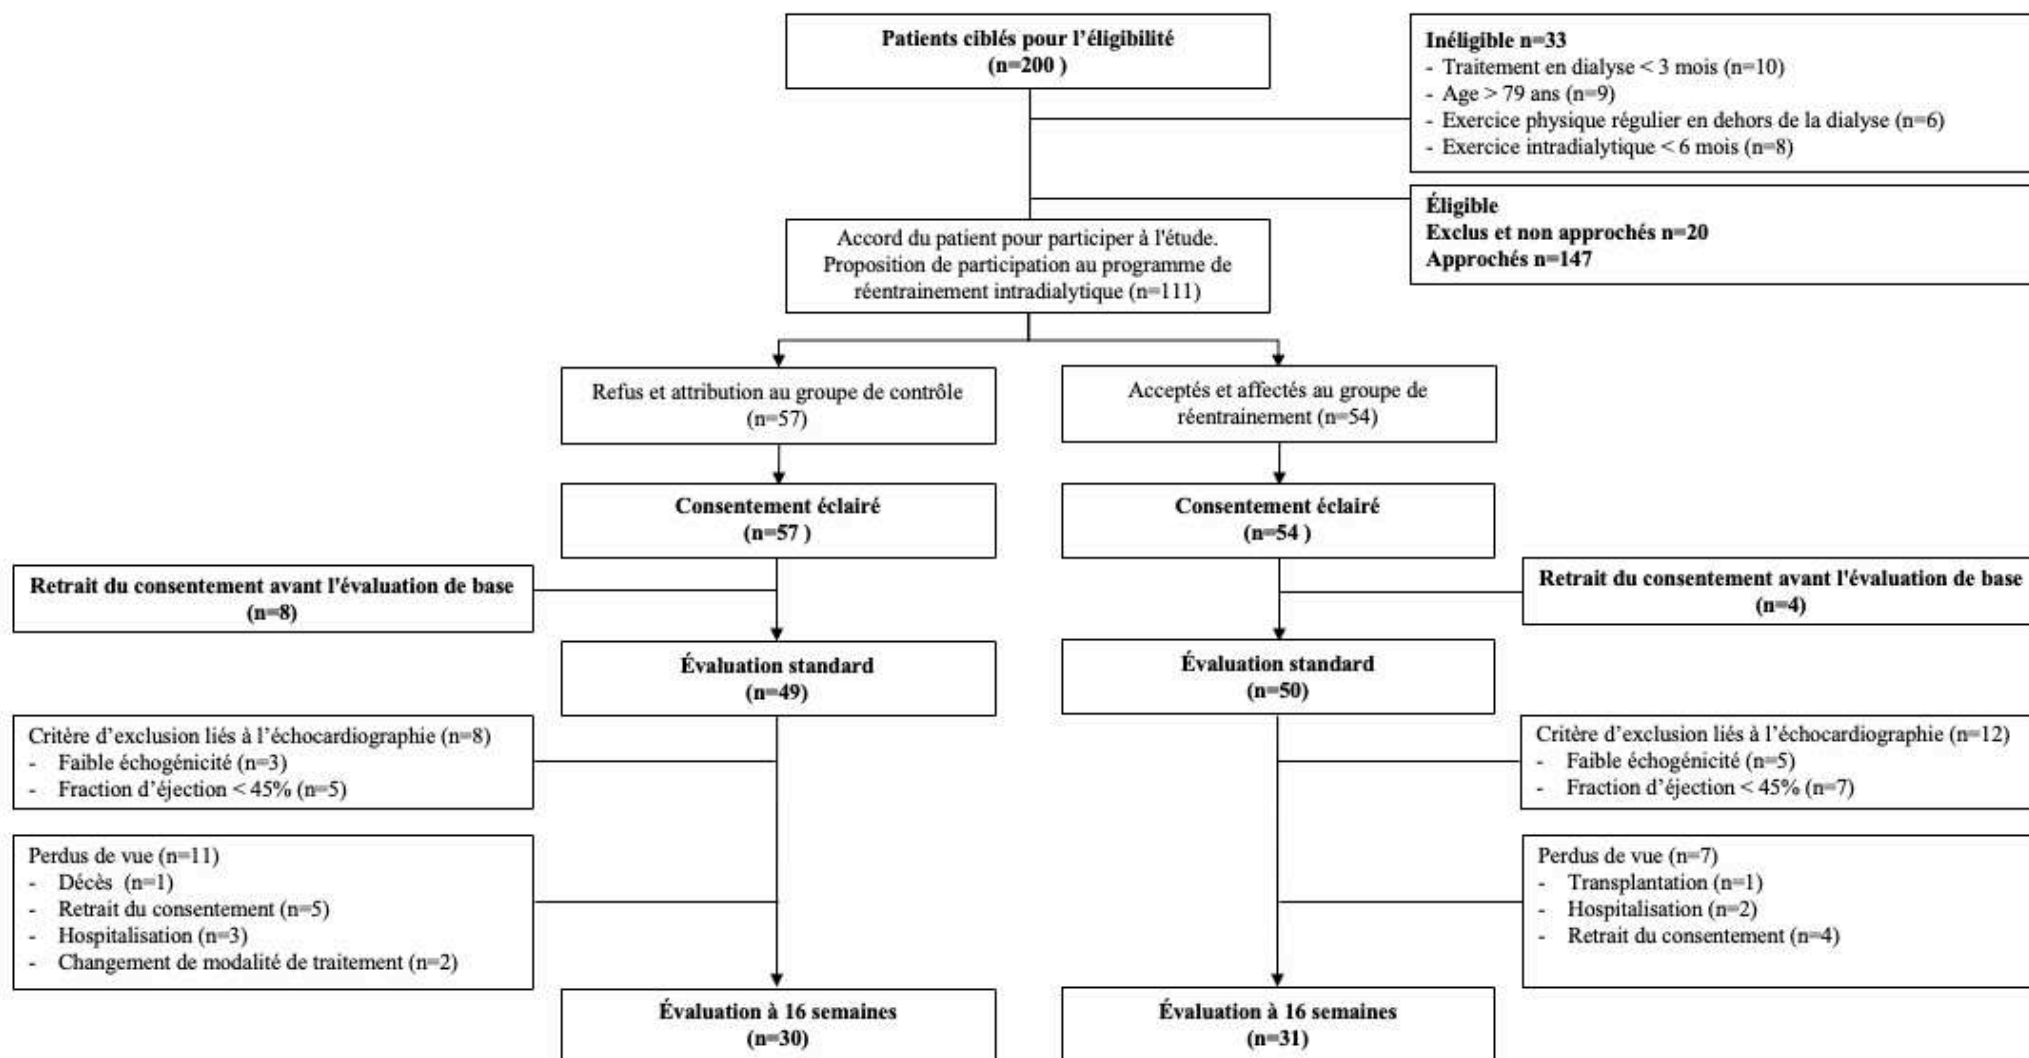 Patients ciblés pour l'éligibilité
(n=200 )
Inéligible n=33
- Traitement en dialyse < 3 mois (n=10)
- Age > 79 ans (n=9)
- Exercice physique régulier en dehors de la dialyse (n=6)
- Exercice intradialytique < 6 mois (n=8)
Éligible
Exclus et non approchés n=20
Approchés n=147
Accord du patient pour participer à l'étude.
Proposition de participation au programme de
réentrainement intradialytique (n=111)
Refus et attribution au groupe de contrôle
(n=57)
Acceptés et affectés au groupe de
réentrainement (n=54)
Consentement éclairé
(n=57 )
Consentement éclairé
(n=54 )
Retrait du consentement avant l'évaluation de base
(n=8)
Retrait du consentement avant l'évaluation de base
(n=4)
Évaluation standard
(n=49)
Évaluation standard
(n=50)
Critère d'exclusion liés à l'échocardiographie (n=8)
- Faible échogénicité (n=3)
- Fraction d'éjection < 45% (n=5)
Critère d'exclusion liés à l'échocardiographie (n=12)
- Faible échogénicité (n=5)
- Fraction d'éjection < 45% (n=7)
Perdus de vue (n=11)
- Décès (n=1)
- Retrait du consentement (n=5)
- Hospitalisation (n=3)
- Changement de modalité de traitement (n=2)
Perdus de vue (n=7)
- Transplantation (n=1)
- Hospitalisation (n=2)
- Retrait du consentement (n=4)
Évaluation à 16 semaines
(n=30)
Évaluation à 16 semaines
(n=31)